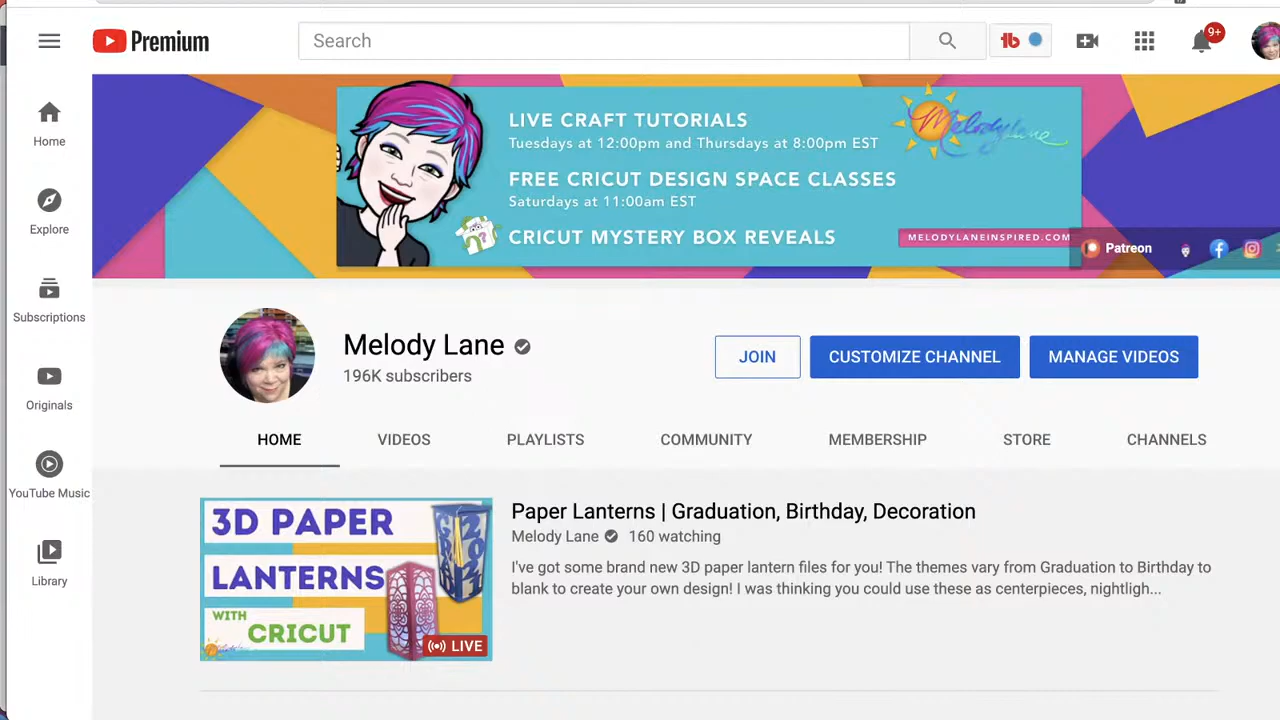 Premium
Search
9+
Home
Explore
Subscriptions
Originals
YouTube Music
Library
LIVE CRAFT TUTORIALS
Tuesdays at 12:00pm and Thursdays at 8:00pm EST
FREE CRICUT DESIGN SPACE CLASSES
Saturdays at 11:00am EST
CRICUT MYSTERY BOX REVEALS
Melody Lane
MELODYLANEINSPIRED.COM
Patreon
Melody Lane
196K subscribers
JOIN
CUSTOMIZE CHANNEL
MANAGE VIDEOS
HOME VIDEOS PLAYLISTS COMMUNITY MEMBERSHIP STORE CHANNELS
3D PAPER
LANTERNS
WITH
CRICUT
GRAD
2021
LIVE
Paper Lanterns | Graduation, Birthday, Decoration
Melody Lane 160 watching
I've got some brand new 3D paper lantern files for you! The themes vary from Graduation to Birthday to
blank to create your own design! I was thinking you could use these as centerpieces, nightligh...